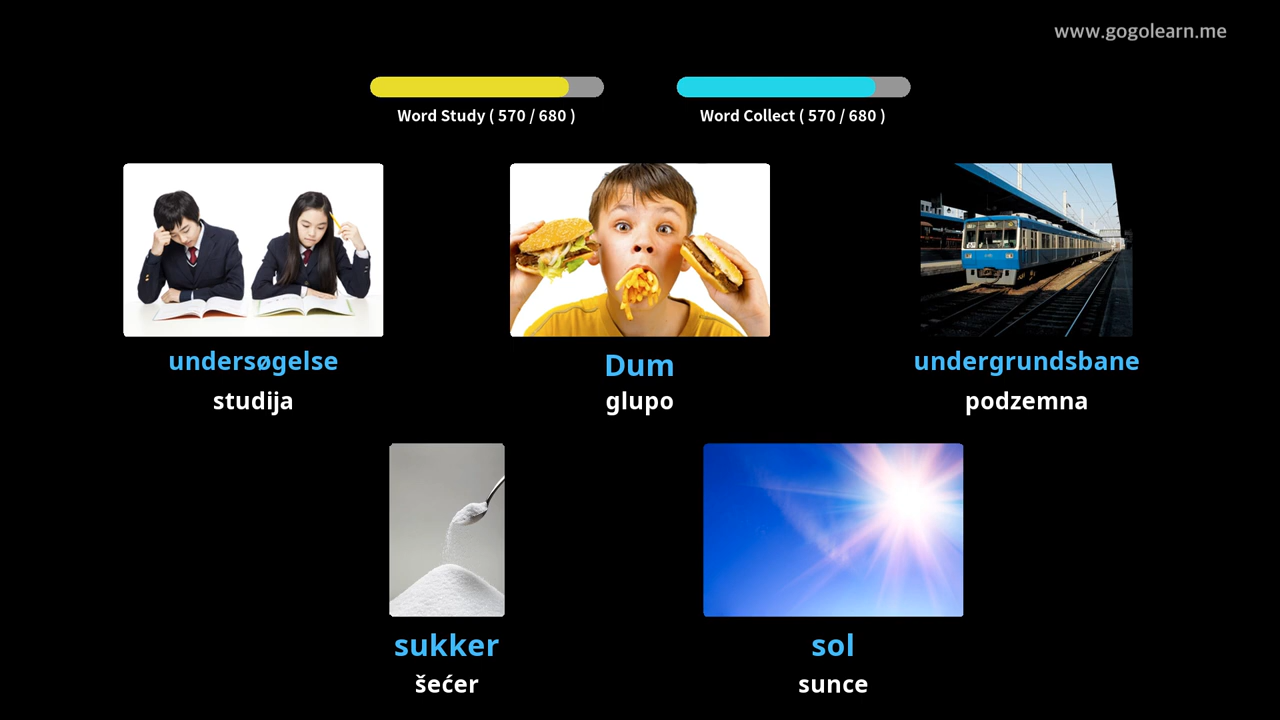 www.gogolearn.me
Word Study ( 570 / 680 )
Word Collect ( 570 / 680 )
undersøgelse
studija
Dum
glupo
undergrundsbane
podzemna
sukker
šećer
sol
sunce